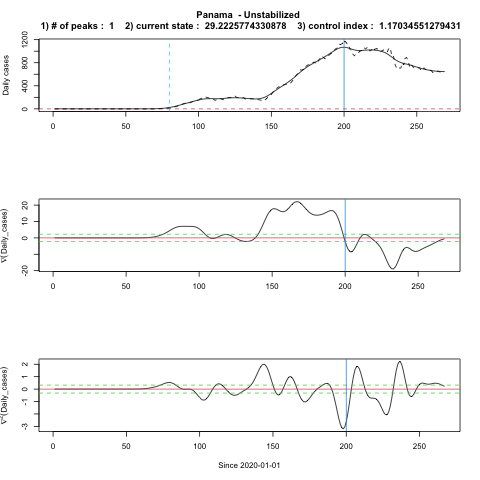 Panama - Unstabilized
1) # of peaks : 1 2) current state : 29.2225774330878 3) control index : 1.17034551279431
Daily cases
0 400 800 1200
0 50 100 150 200 250
∇(Daily_cases)
-20 0 10 20
0 50 100 150 200 250
∇²(Daily_cases)
-3 -1 0 1 2
0 50 100 150 200 250
Since 2020-01-01